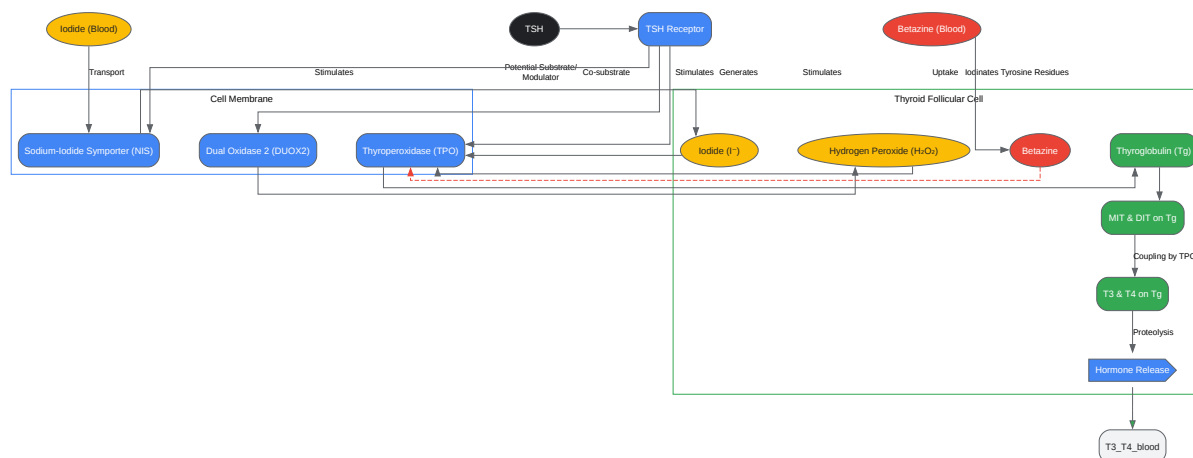 Iodide (Blood)
TSH
TSH Receptor
Betazine (Blood)
Transport
Stimulates
Potential Substrate/
Modulator
Co-substrate
Stimulates
Generates
Stimulates
Uptake
Iodinates Tyrosine Residues
Cell Membrane
Thyroid Follicular Cell
Sodium-Iodide Symporter (NIS)
Dual Oxidase 2 (DUOX2)
Thyroperoxidase (TPO)
Iodide (I⁻)
Hydrogen Peroxide (H₂O₂)
Betazine
Thyroglobulin (Tg)
MIT & DIT on Tg
Coupling by TPO
T3 & T4 on Tg
Proteolysis
Hormone Release
T3_T4_blood